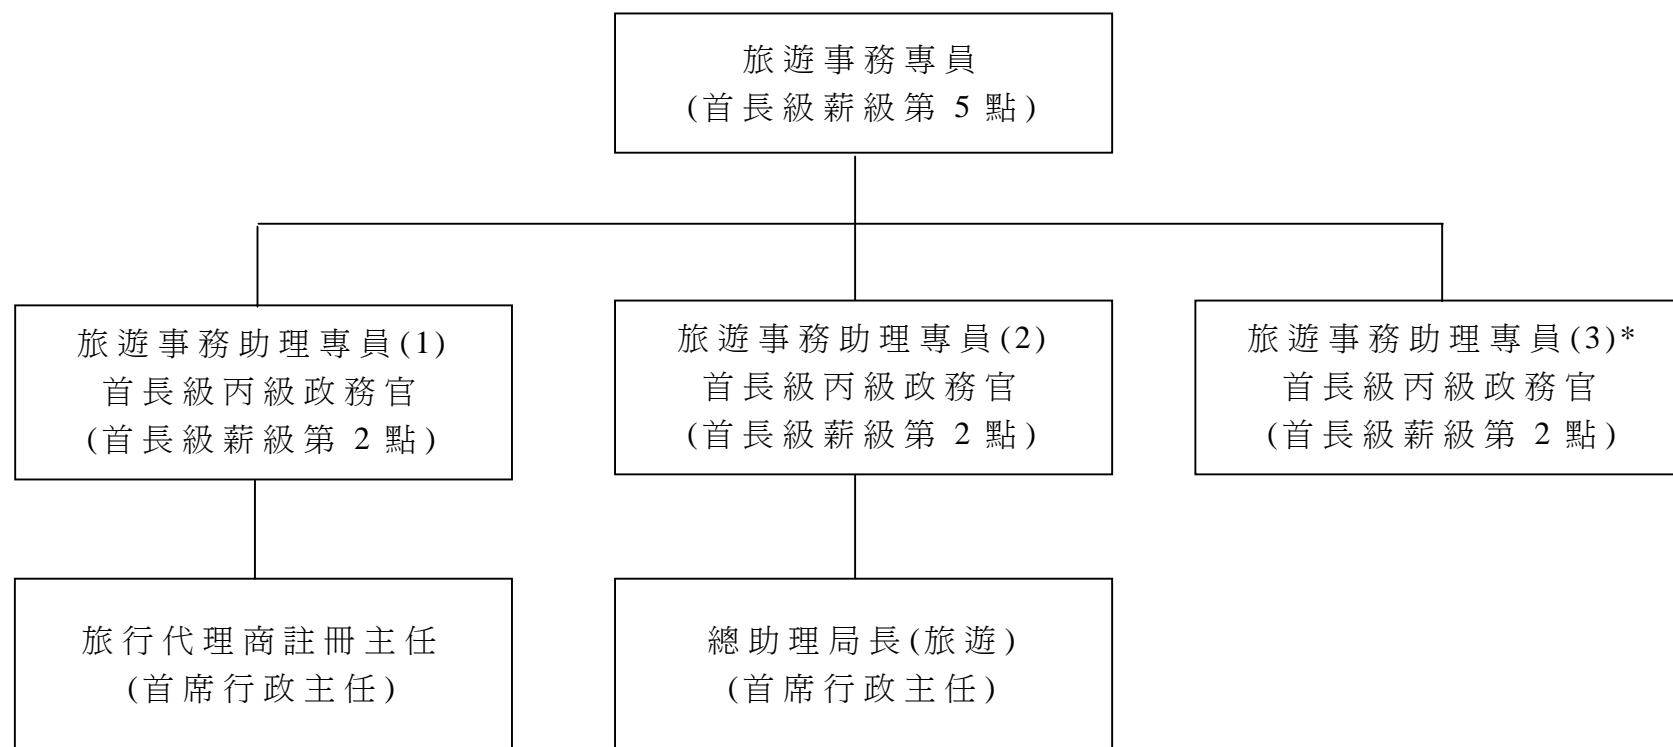 旅遊事務專員
(首長級薪級第 5 點)
旅遊事務助理專員(1)
首長級丙級政務官
(首長級薪級第 2 點)
旅遊事務助理專員(2)
首長級丙級政務官
(首長級薪級第 2 點)
旅遊事務助理專員(3)*
首長級丙級政務官
(首長級薪級第 2 點)
旅行代理商註冊主任
(首席行政主任)
總助理局長(旅遊)
(首席行政主任)